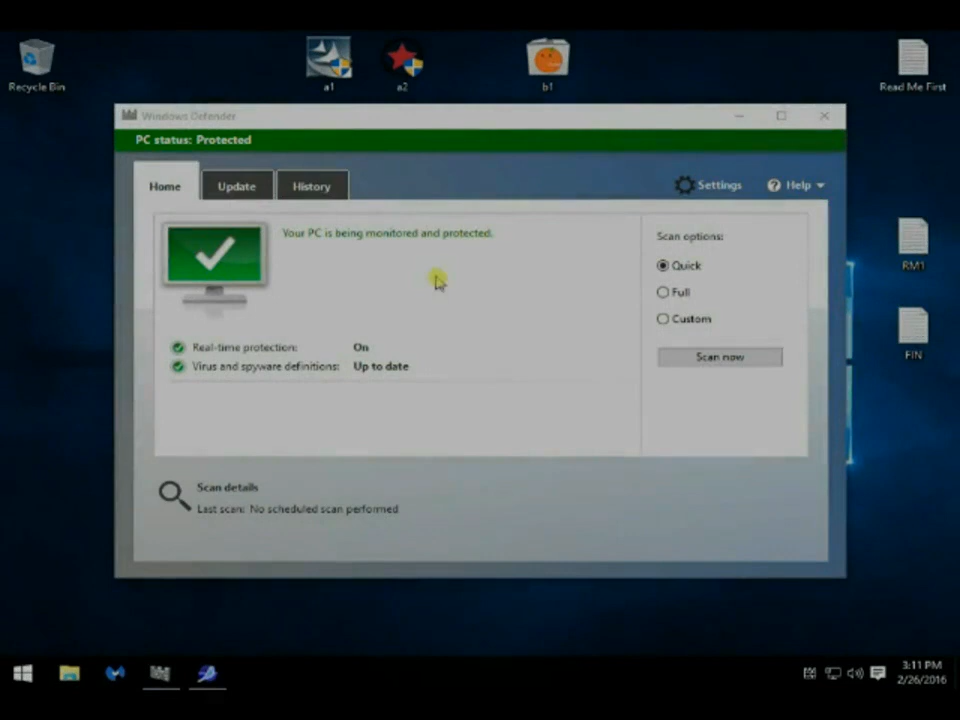 Recycle Bin
a1
a2
b1
Read Me First
Windows Defender
PC status: Protected
Home
Update
History
Settings
Help
Your PC is being monitored and protected.
Scan options:
Quick
Full
Custom
Scan now
Real-time protection: On
Virus and spyware definitions: Up to date
RM1
FIN
Scan details
Last scan: No scheduled scan performed
3:11 PM
2/26/2016